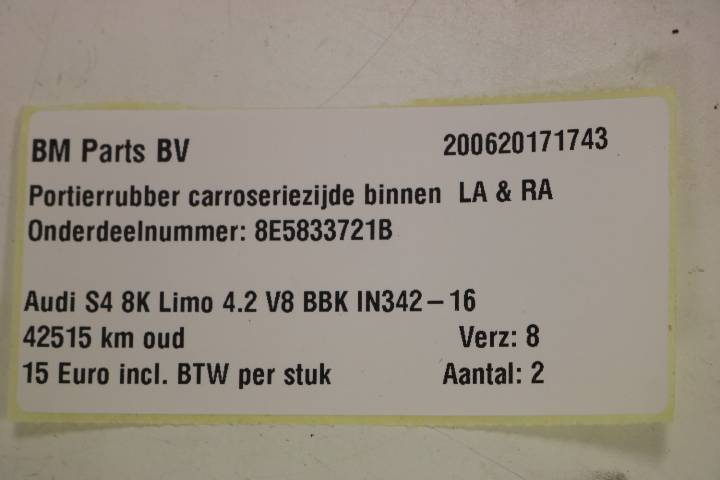 BM Parts BV 200620171743
Portierrubber carroseriezijde binnen LA & RA
Onderdeelnummer: 8E5833721B
Audi S4 8K Limo 4.2 V8 BBK IN342-16
42515 km oud Verz: 8
15 Euro incl. BTW per stuk Aantal: 2